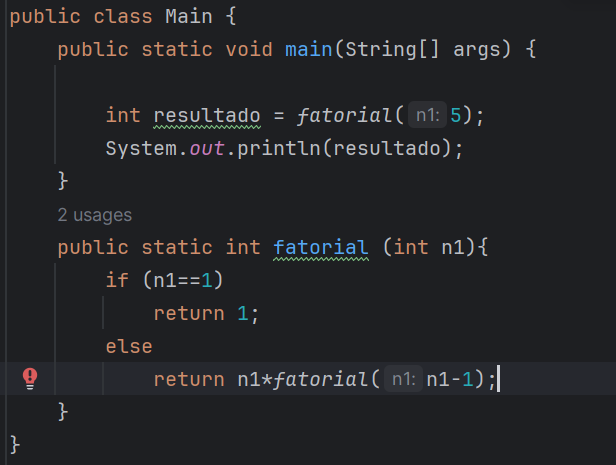 public class Main {
public static void main(String[] args) {
int resultado = fatorial( n1: 5);
System.out.println(resultado);
}
2 usages
public static int fatorial (int n1){
if (n1==1)
return 1;
else
return n1*fatorial( n1: n1-1);
}
}